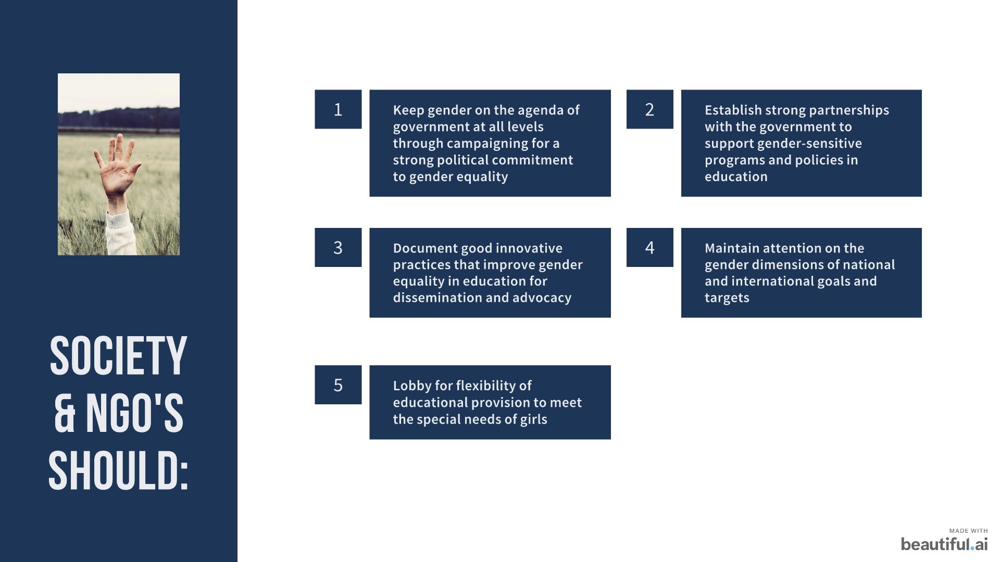 SOCIETY
& NGO'S
SHOULD:
1
Keep gender on the agenda of
government at all levels
through campaigning for a
strong political commitment
to gender equality
2
Establish strong partnerships
with the government to
support gender-sensitive
programs and policies in
education
3
Document good innovative
practices that improve gender
equality in education for
dissemination and advocacy
4
Maintain attention on the
gender dimensions of national
and international goals and
targets
5
Lobby for flexibility of
educational provision to meet
the special needs of girls
MADE WITH
beautiful.ai